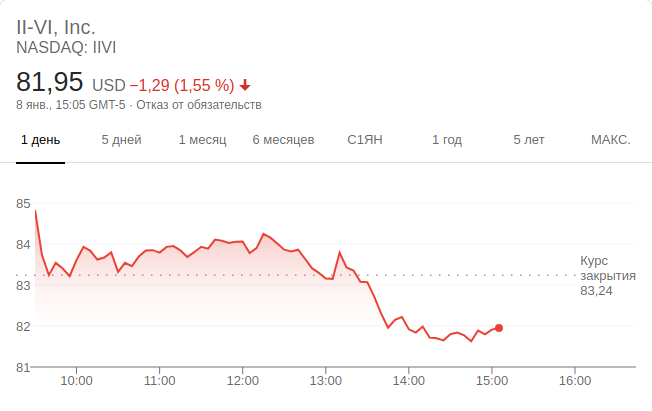 II-VI, Inc.
NASDAQ: IIVI
81,95 USD −1,29 (1,55 %)
8 янв., 15:05 GMT-5 · Отказ от обязательств
1 день 5 дней 1 месяц 6 месяцев С1ЯН 1 год 5 лет МАКС.
85
84
83
82
81
Курс
закрытия
83,24
10:00 11:00 12:00 13:00 14:00 15:00 16:00